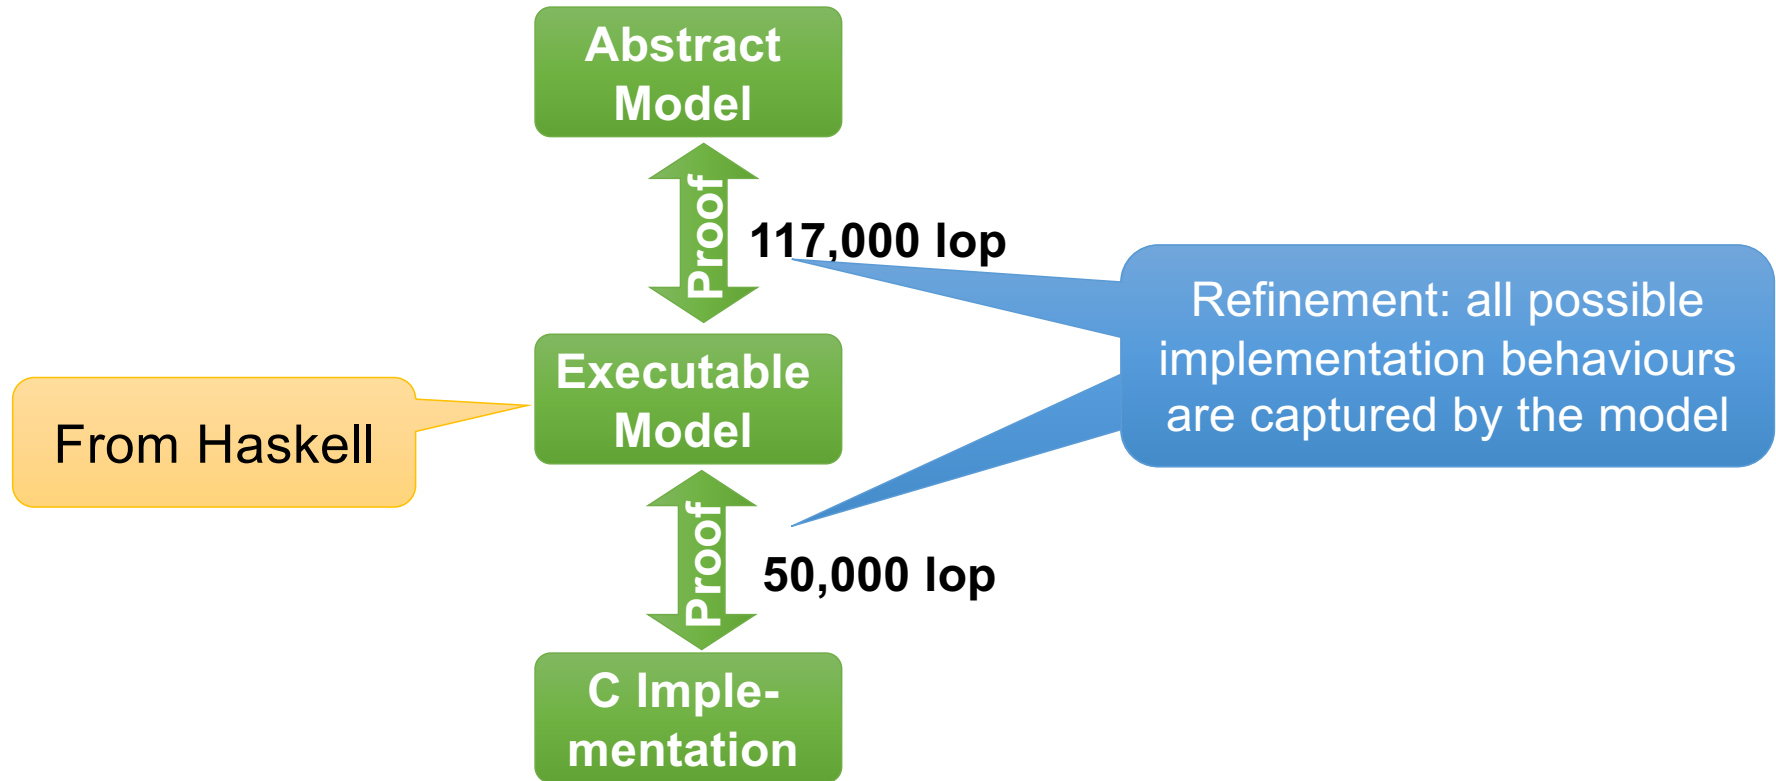 Abstract
Model
Proof
117,000 lop
Refinement: all possible
implementation behaviours
are captured by the model
Executable
Model
From Haskell
Proof
50,000 lop
C Imple-
mentation